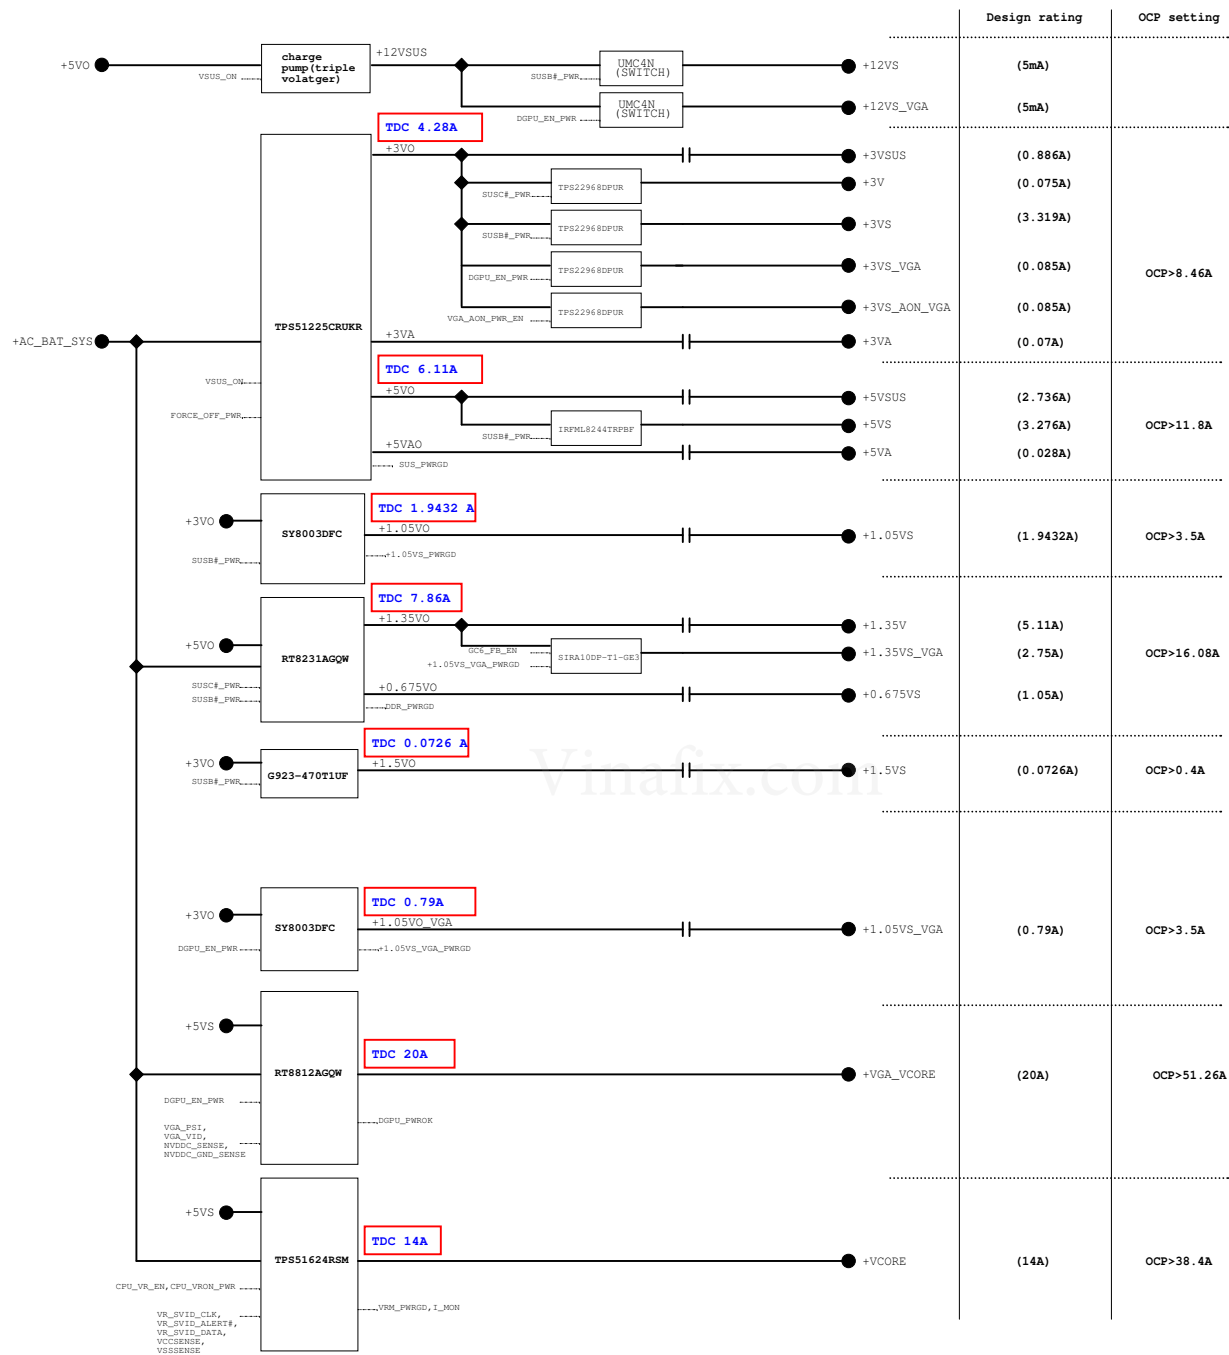 Design rating
OCP setting
+5VO
charge
pump(triple
volatger)
VSUS_ON
+12VSUS
UMC4N
(SWITCH)
SUSB#_PWR
+12VS
(5mA)
UMC4N
(SWITCH)
DGPU_EN_PWR
+12VS_VGA
(5mA)
TDC 4.28A
+3VO
+3VSUS
(0.886A)
TPS22968DPUR
SUSC#_PWR
+3V
(0.075A)
TPS22968DPUR
SUSB#_PWR
+3VS
(3.319A)
TPS22968DPUR
DGPU_EN_PWR
+3VS_VGA
(0.085A)
OCP>8.46A
TPS22968DPUR
VGA_AON_PWR_EN
+3VS_AON_VGA
(0.085A)
TPS51225CRUKR
+AC_BAT_SYS
+3VA
+3VA
(0.07A)
TDC 6.11A
VSUS_ON
+5VO
+5VSUS
(2.736A)
FORCE_OFF_PWR
IRFML8244TRPBF
SUSB#_PWR
+5VS
(3.276A)
OCP>11.8A
+5VAO
+5VA
(0.028A)
SUS_PWRGD
TDC 1.9432 A
+3VO
SY8003DFC
+1.05VO
+1.05VS
(1.9432A)
OCP>3.5A
SUSB#_PWR
+1.05VS_PWRGD
TDC 7.86A
+1.35VO
+1.35V
(5.11A)
+5VO
RT8231AGQW
GC6_FB_EN
+1.05VS_VGA_PWRGD
SIRA10DP-T1-GE3
+1.35VS_VGA
(2.75A)
OCP>16.08A
SUSC#_PWR
SUSB#_PWR
+0.675VO
+0.675VS
(1.05A)
DDR_PWRGD
TDC 0.0726 A
+3VO
G923-470T1UF
+1.5VO
+1.5VS
(0.0726A)
OCP>0.4A
SUSB#_PWR
Vinafix.com
TDC 0.79A
+3VO
SY8003DFC
+1.05VO_VGA
+1.05VS_VGA
(0.79A)
OCP>3.5A
DGPU_EN_PWR
+1.05VS_VGA_PWRGD
+5VS
TDC 20A
RT8812AGQW
+VGA_VCORE
(20A)
OCP>51.26A
DGPU_EN_PWR
DGPU_PWROK
VGA_PSI,
VGA_VID,
NVDDC_SENSE,
NVDDC_GND_SENSE
+5VS
TDC 14A
TPS51624RSM
+VCORE
(14A)
OCP>38.4A
CPU_VR_EN,CPU_VRON_PWR
VRM_PWRGD,I_MON
VR_SVID_CLK,
VR_SVID_ALERT#,
VR_SVID_DATA,
VCCSENSE,
VSSSENSE